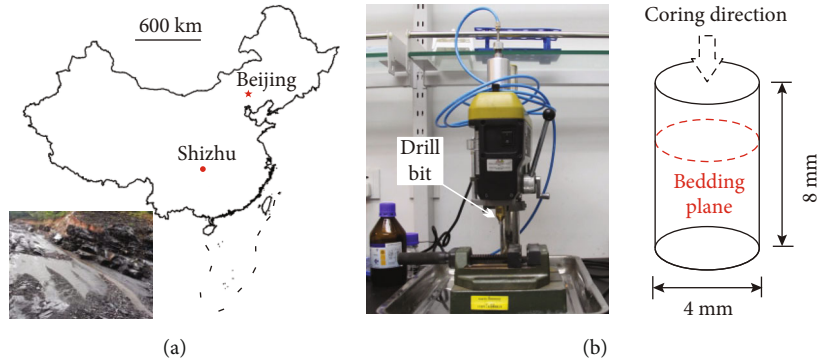 600 km
Beijing
Shizhu
(a)
Drill
bit
Coring direction
Bedding
plane
8 mm
4 mm
(b)